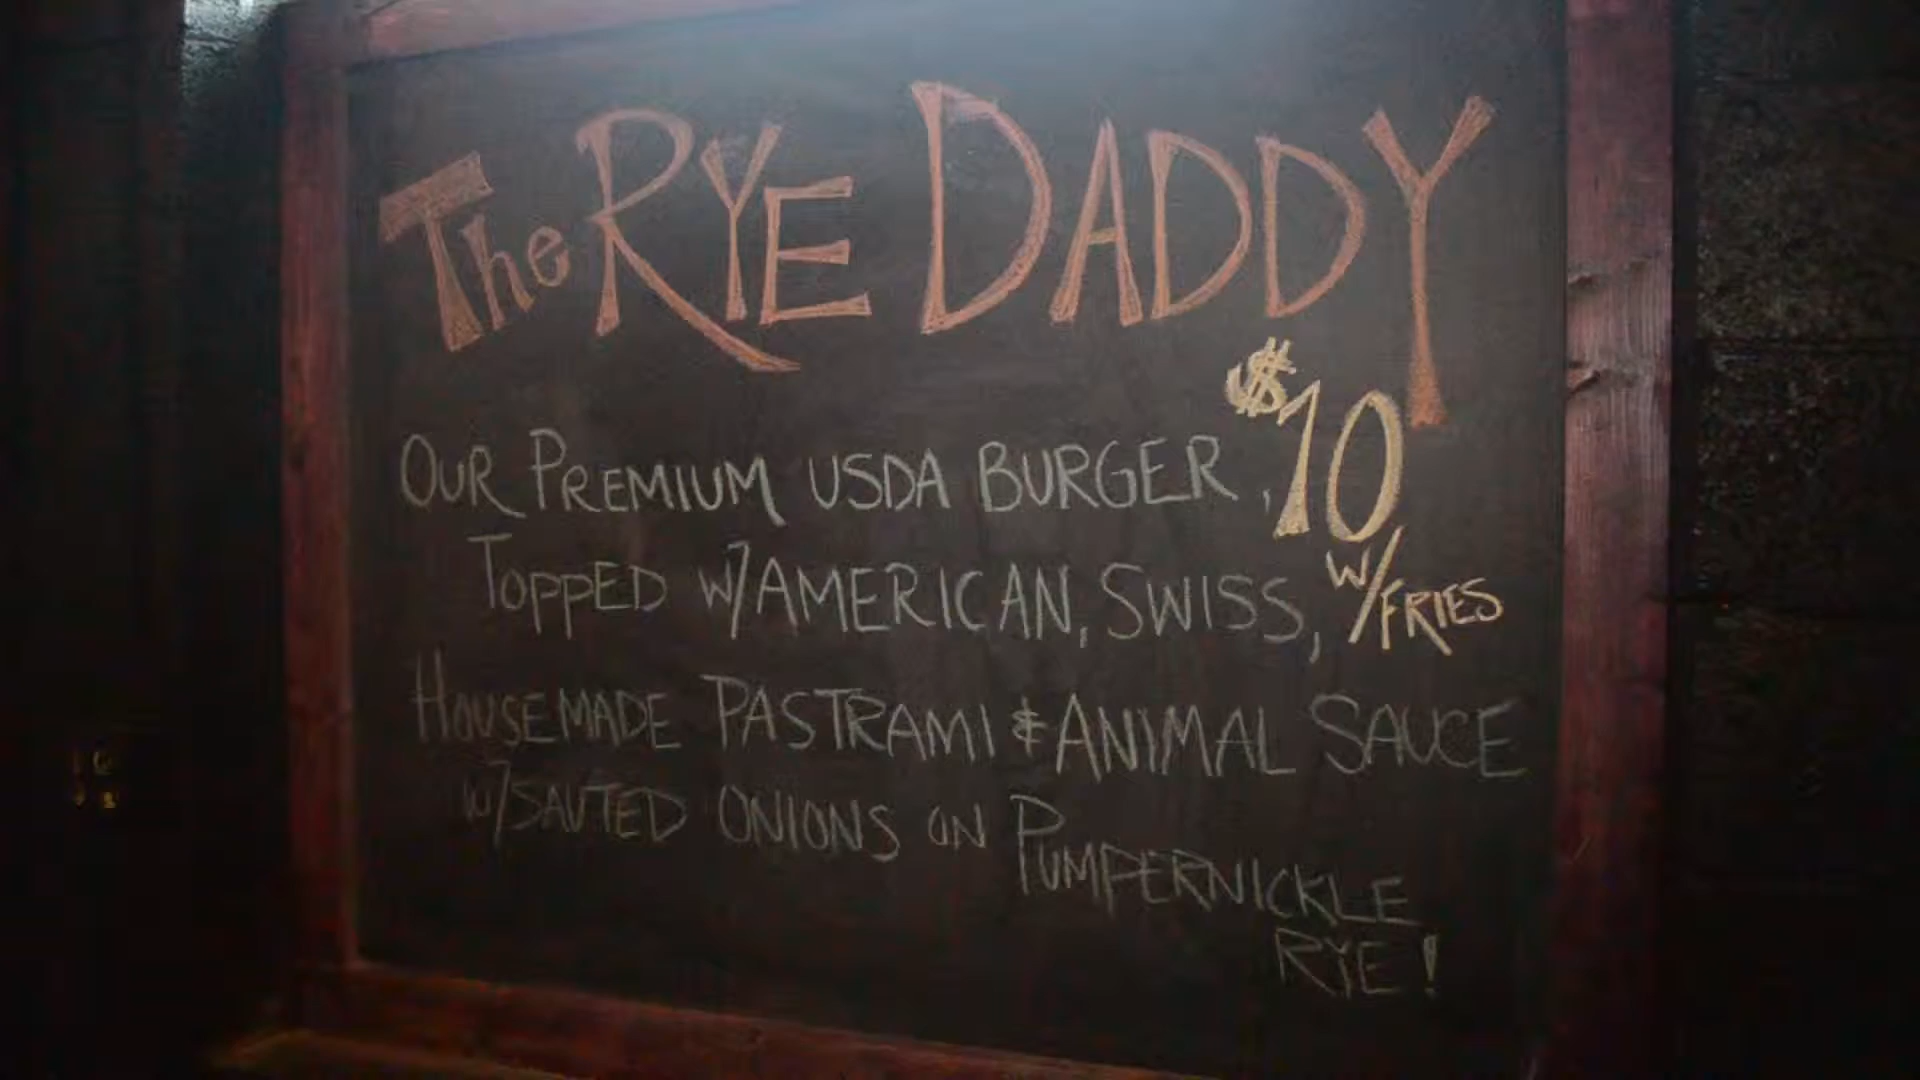 The RYE DADDY
$10
OUR PREMIUM USDA BURGER,
TOPPED W/AMERICAN, SWISS,
W/FRIES
HOUSEMADE PASTRAMI & ANIMAL SAUCE
W/SAUTED ONIONS ON PUMPERNICKLE
RYE!